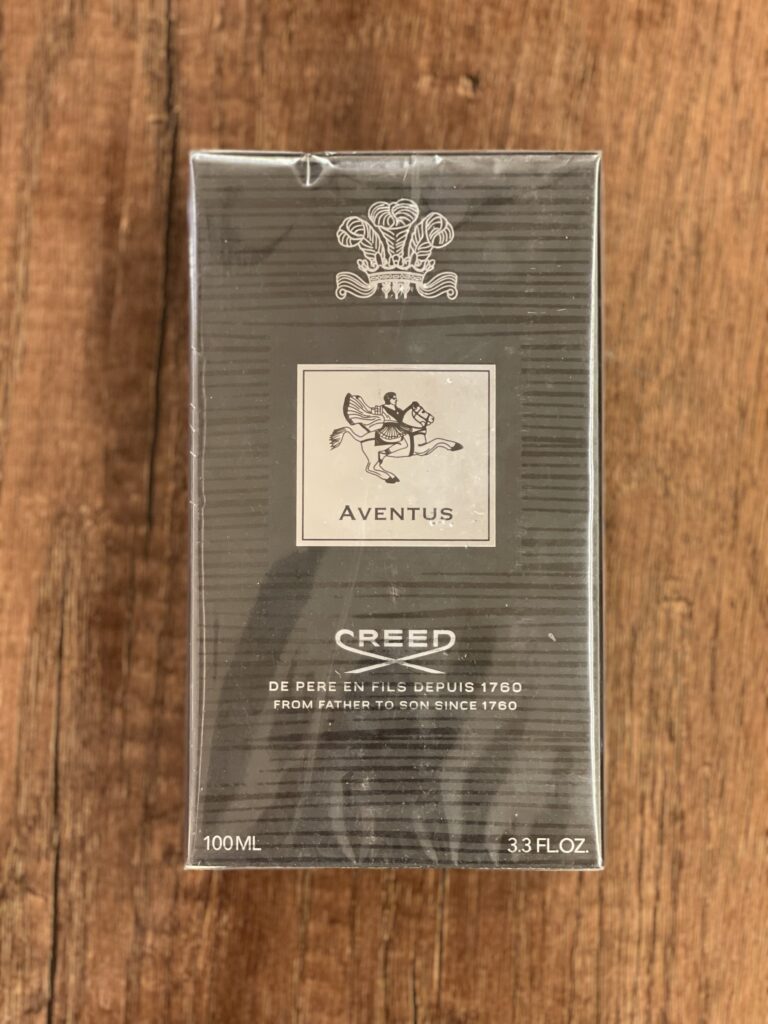 AVENTUS
CREED
DE PERE EN FILS DEPUIS 1760
FROM FATHER TO SON SINCE 1760
100ML 3.3 FL.OZ.